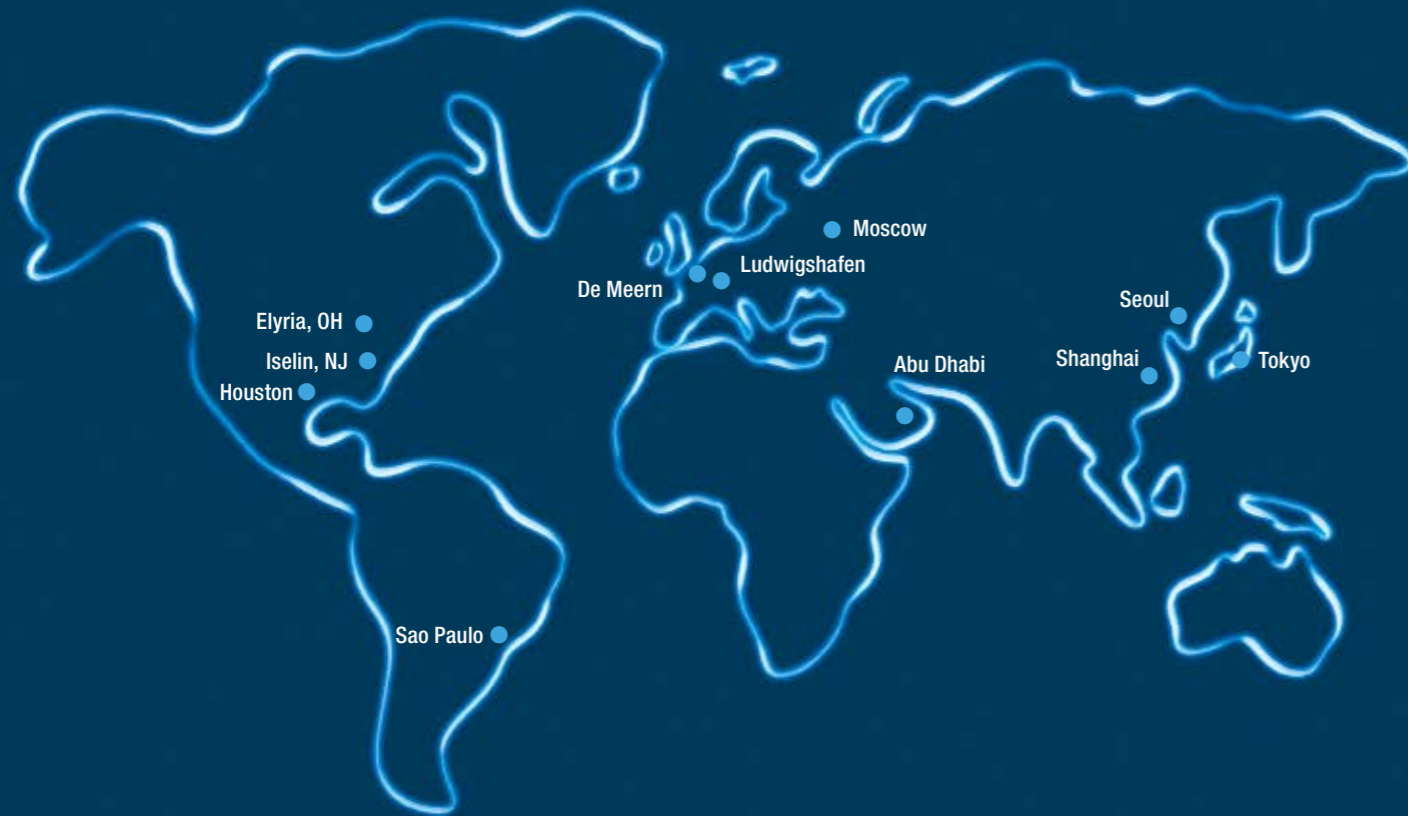 Moscow
Ludwigshafen
De Meern
Seoul
Elyria, OH
Shanghai
Tokyo
Iselin, NJ
Abu Dhabi
Houston
Sao Paulo